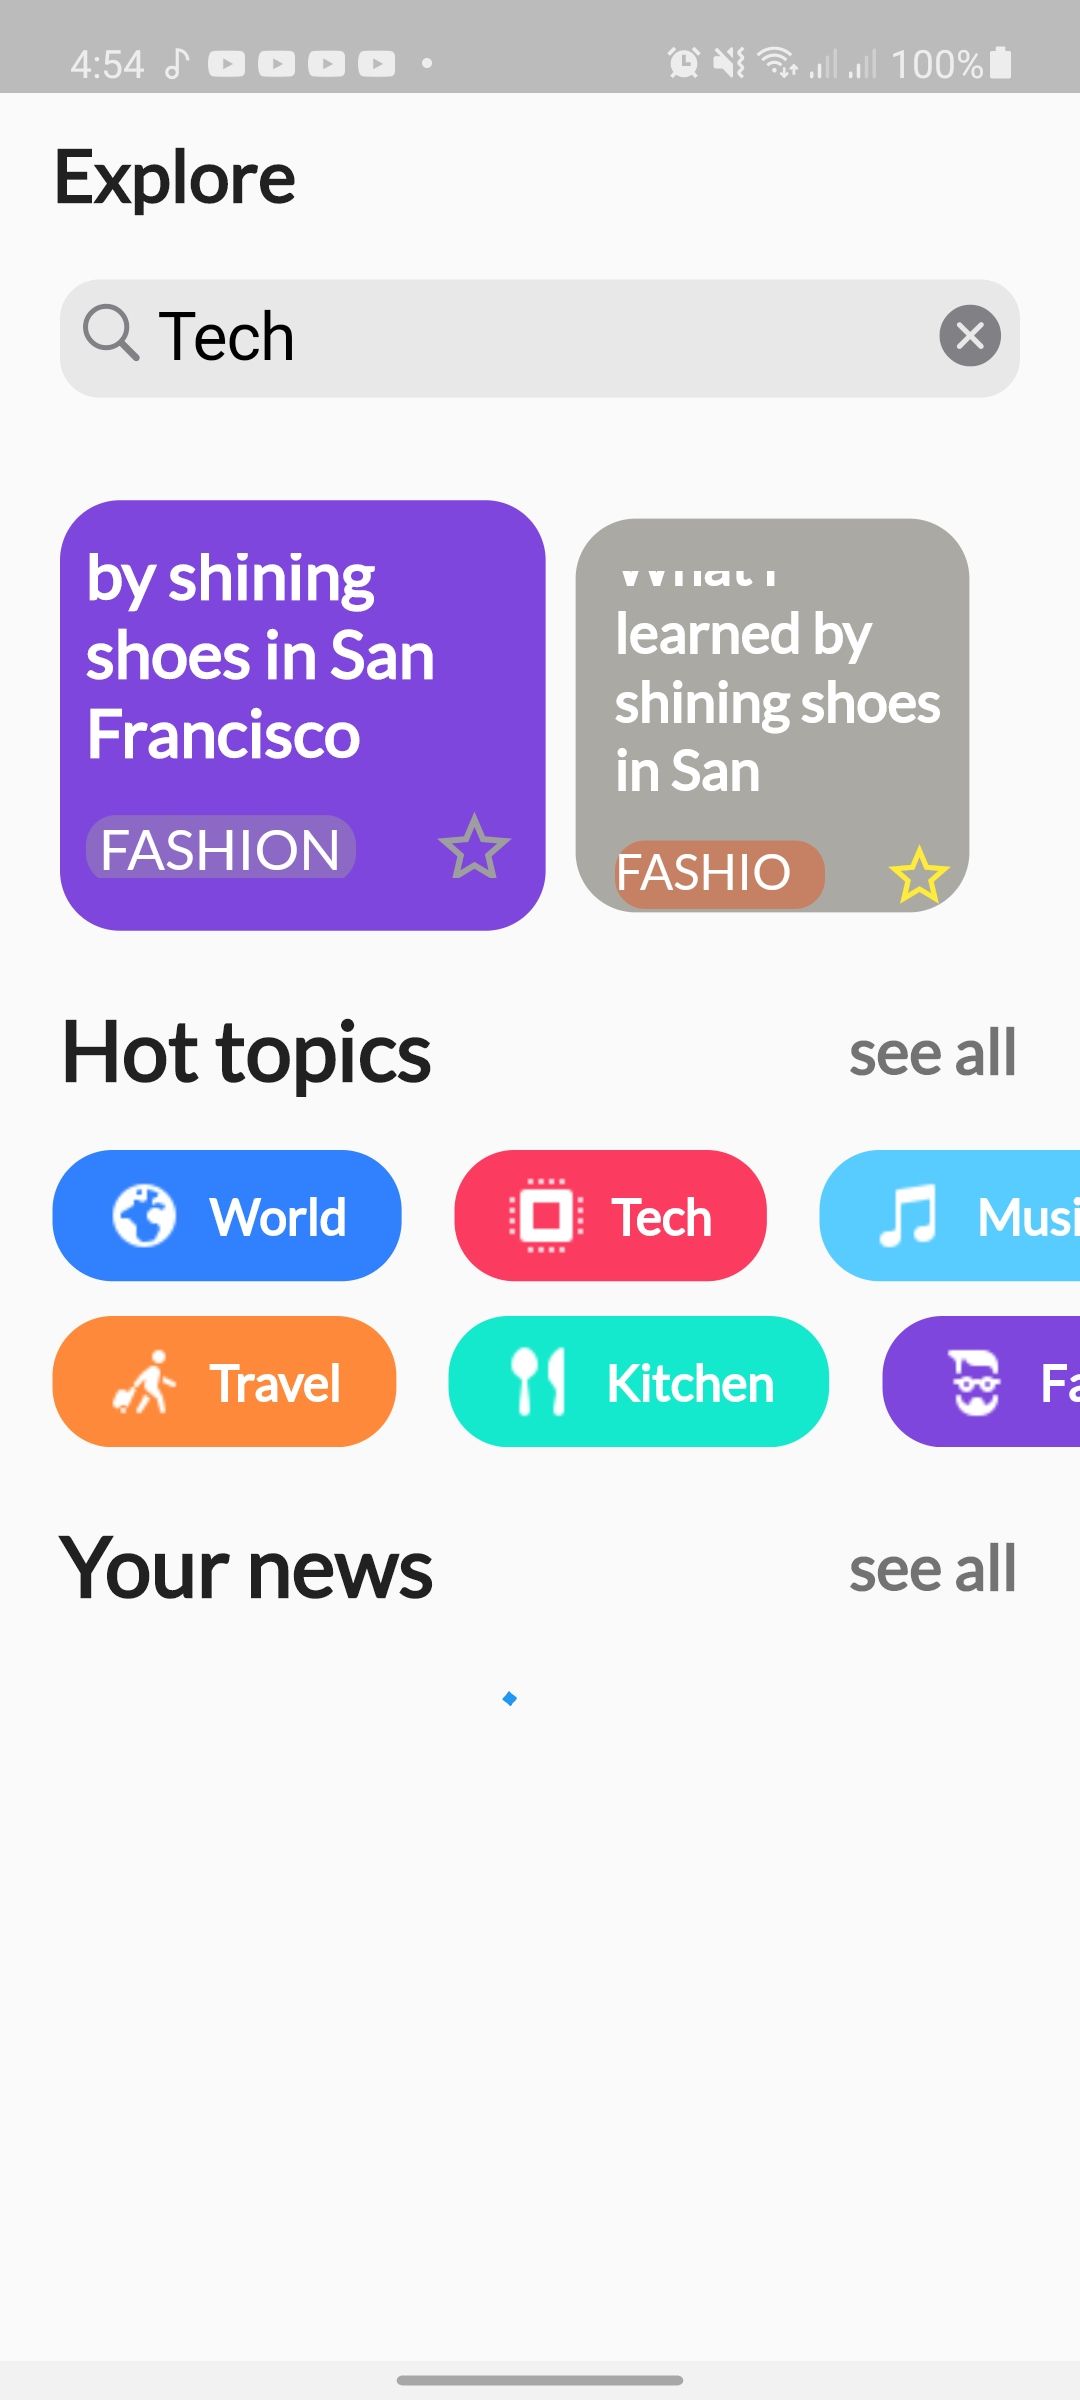 4:54
100%
Explore
Tech
by shining
shoes in San
Francisco
FASHION
What I
learned by
shining shoes
in San
FASHIO
Hot topics
see all
World
Tech
Musi
Travel
Kitchen
Fa
Your news
see all